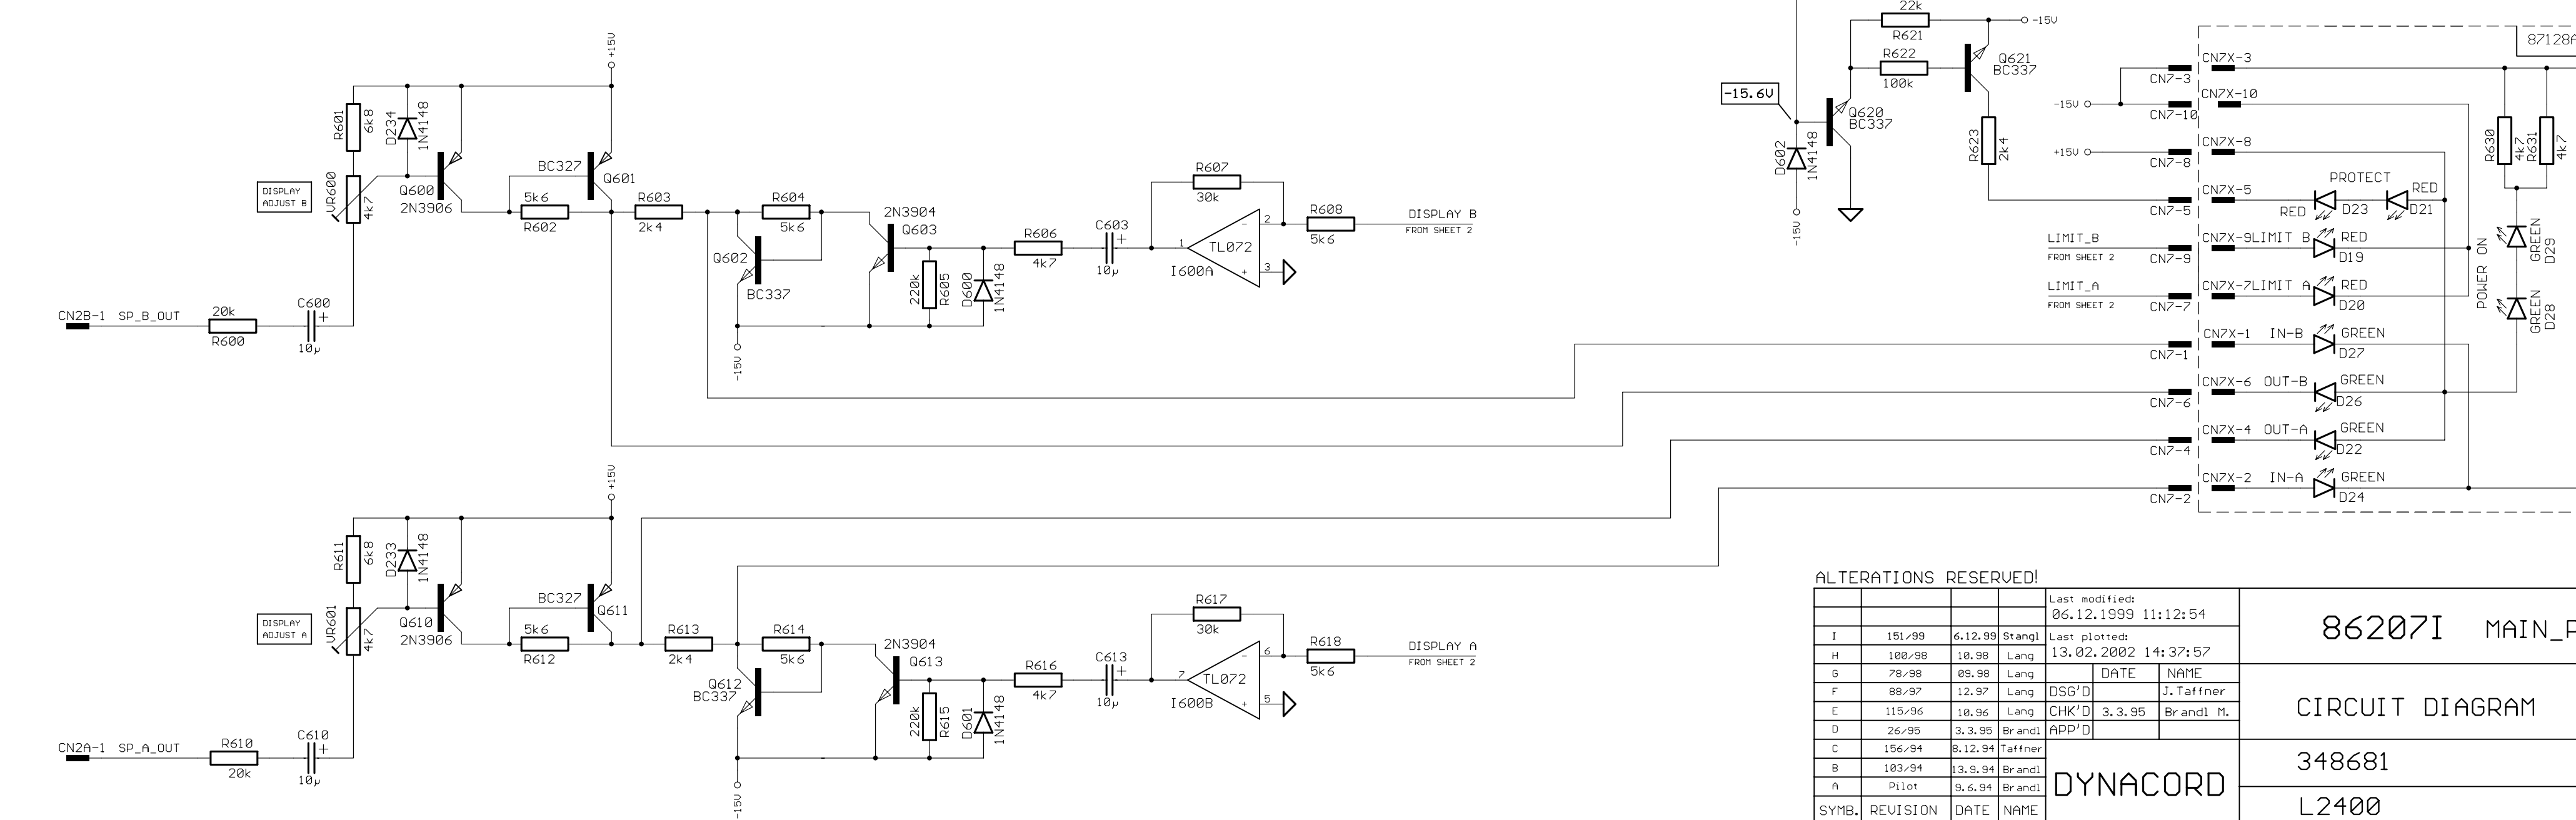 +15V
R601
6k8
D234
1N4148
DISPLAY
ADJUST B
VR600
4k7
Q600
2N3906
BC327
Q601
5k6
R602
R603
2k4
R604
5k6
2N3904
Q603
Q602
BC337
220k
R605
D600
1N4148
R606
4k7
C603
+
10µ
R607
30k
1
TL072
I600A
2
-
3
+
R608
5k6
DISPLAY B
FROM SHEET 2
CN2B-1 SP_B_OUT
20k
R600
C600
+
10µ
-15V
+15V
R611
6k8
D233
1N4148
DISPLAY
ADJUST A
VR601
4k7
Q610
2N3906
BC327
Q611
5k6
R612
R613
2k4
R614
5k6
2N3904
Q613
Q612
BC337
220k
R615
D601
1N4148
R616
4k7
C613
+
10µ
R617
30k
7
TL072
I600B
6
-
5
+
R618
5k6
DISPLAY A
FROM SHEET 2
CN2A-1 SP_A_OUT
R610
20k
C610
+
10µ
-15V
22k
R621
-15V
R622
100k
Q621
BC337
-15.6V
Q620
BC337
D602
1N4148
-15V
R623
2k4
87128A
CN7X-3
CN7-3
-15V
CN7X-10
CN7-10
+15V
CN7X-8
CN7-8
PROTECT
CN7X-5
CN7-5
RED
D23
RED
D21
LIMIT_B
FROM SHEET 2
CN7X-9
LIMIT B
RED
CN7-9
D19
LIMIT_A
FROM SHEET 2
CN7X-7
LIMIT A
RED
CN7-7
D20
CN7X-1 IN-B GREEN
CN7-1
D27
CN7X-6 OUT-B GREEN
CN7-6
D26
CN7X-4 OUT-A GREEN
CN7-4
D22
CN7X-2 IN-A GREEN
CN7-2
D24
R630
4k7
R631
4k7
POWER ON
GREEN
D29
GREEN
D28
ALTERATIONS RESERVED!
Last modified:
06.12.1999 11:12:54
I 151/99 6.12.99 Stangl
Last plotted:
13.02.2002 14:37:57
H 100/98 10.98 Lang
G 78/98 09.98 Lang
DATE NAME
F 88/97 12.97 Lang
DSG'D J.Taffner
E 115/96 10.96 Lang
CHK'D 3.3.95 Brandl M.
D 26/95 3.3.95 Brandl
APP'D
C 156/94 8.12.94 Taffner
B 103/94 13.9.94 Brandl
A Pilot 9.6.94 Brandl
SYMB. REVISION DATE NAME
DYNACORD
86207I MAIN_P
CIRCUIT DIAGRAM
348681
L2400